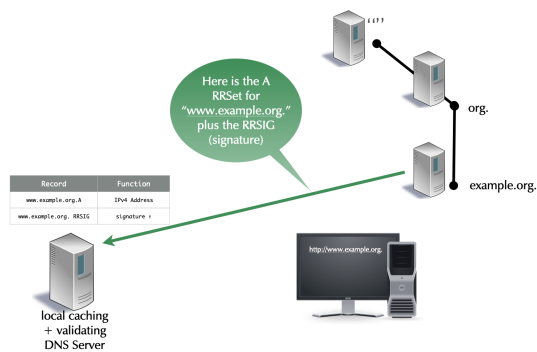 “”
Here is the A
RRSet for
“www.example.org.”
plus the RRSIG
(signature)
org.
example.org.
Record Function
www.example.org.A IPv4 Address
www.example.org. RRSIG signature ↑
http://www.example.org.
local caching
+ validating
DNS Server